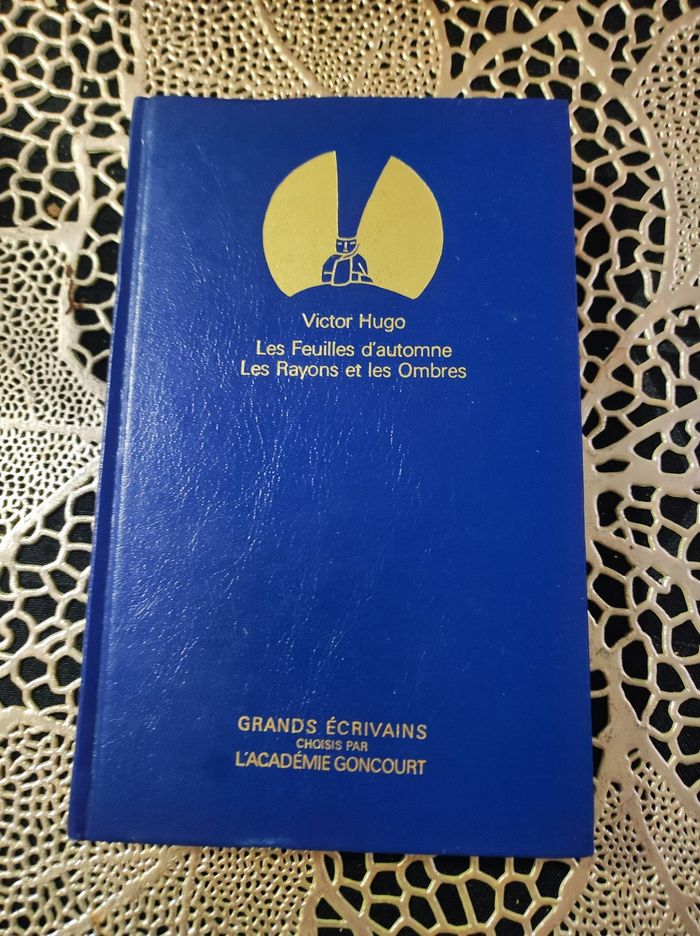 Victor Hugo
Les Feuilles d'automne
Les Rayons et les Ombres
GRANDS ÉCRIVAINS
CHOISIS PAR
L'ACADÉMIE GONCOURT